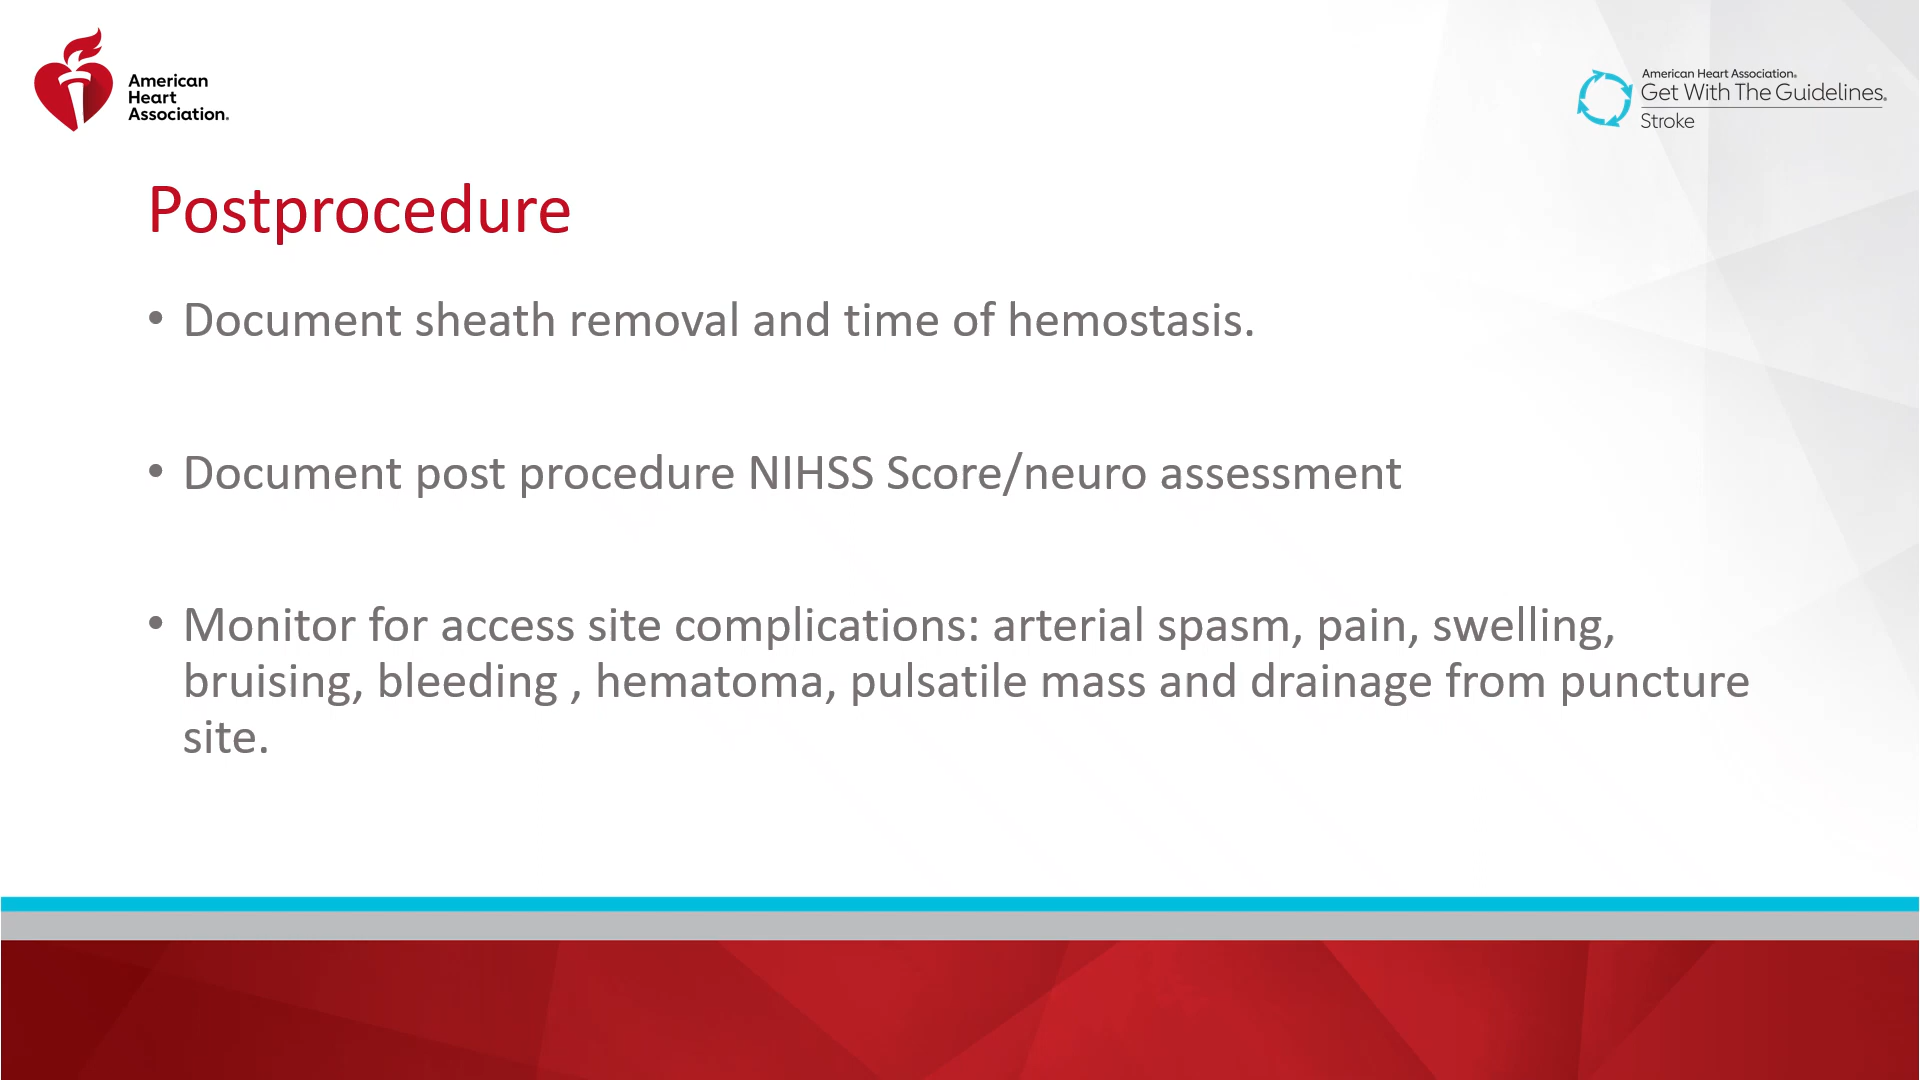 American
Heart
Association.
American Heart Association®
Get With The Guidelines®
Stroke
Postprocedure
• Document sheath removal and time of hemostasis.
• Document post procedure NIHSS Score/neuro assessment
• Monitor for access site complications: arterial spasm, pain, swelling,
bruising, bleeding , hematoma, pulsatile mass and drainage from puncture
site.